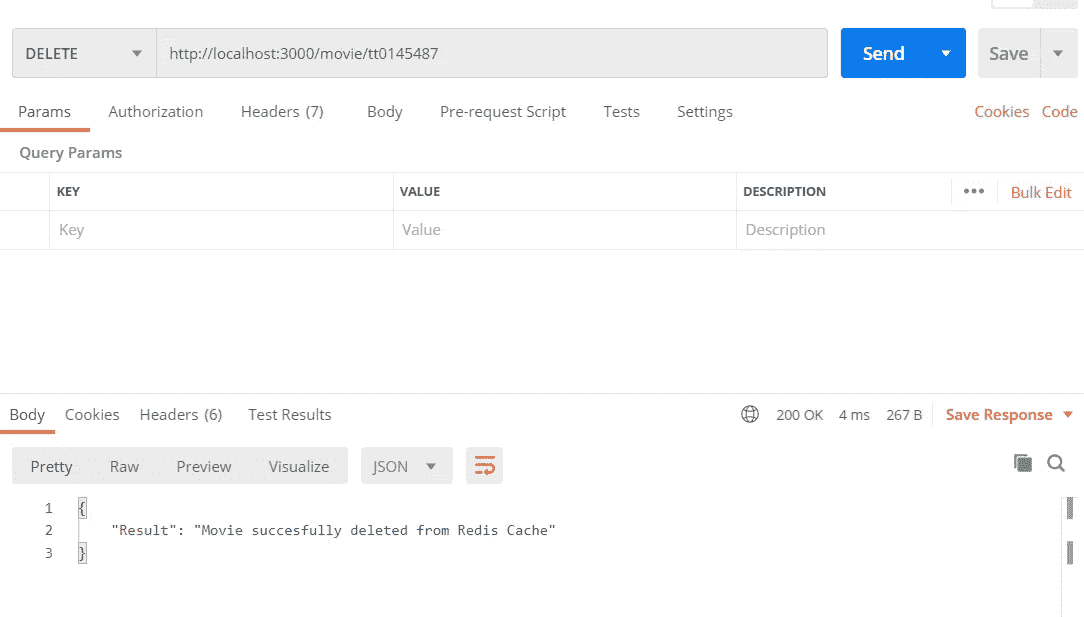 DELETE http://localhost:3000/movie/tt0145487 Send Save
Params Authorization Headers (7) Body Pre-request Script Tests Settings Cookies Code
Query Params
KEY VALUE DESCRIPTION ••• Bulk Edit
Key Value Description
Body Cookies Headers (6) Test Results 200 OK 4 ms 267 B Save Response
Pretty Raw Preview Visualize JSON
1 {
2 "Result": "Movie succesfully deleted from Redis Cache"
3 }